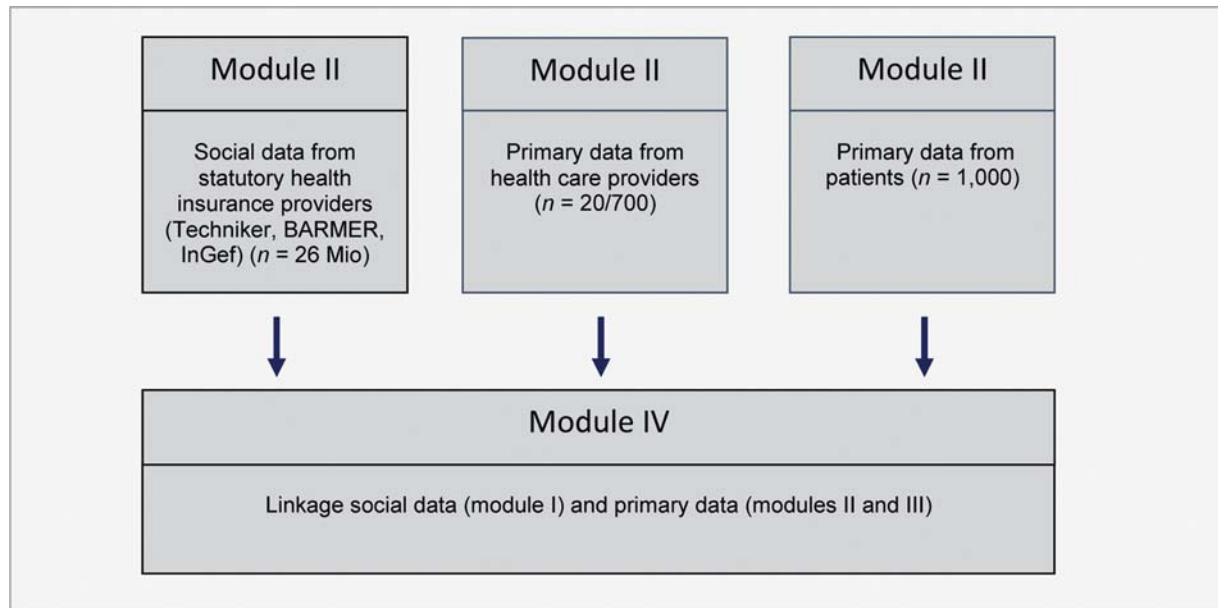 Module II
Social data from
statutory health
insurance providers
(Techniker, BARMER,
InGef) (n = 26 Mio)
Module II
Primary data from
health care providers
(n = 20/700)
Module II
Primary data from
patients (n = 1,000)
Module IV
Linkage social data (module I) and primary data (modules II and III)